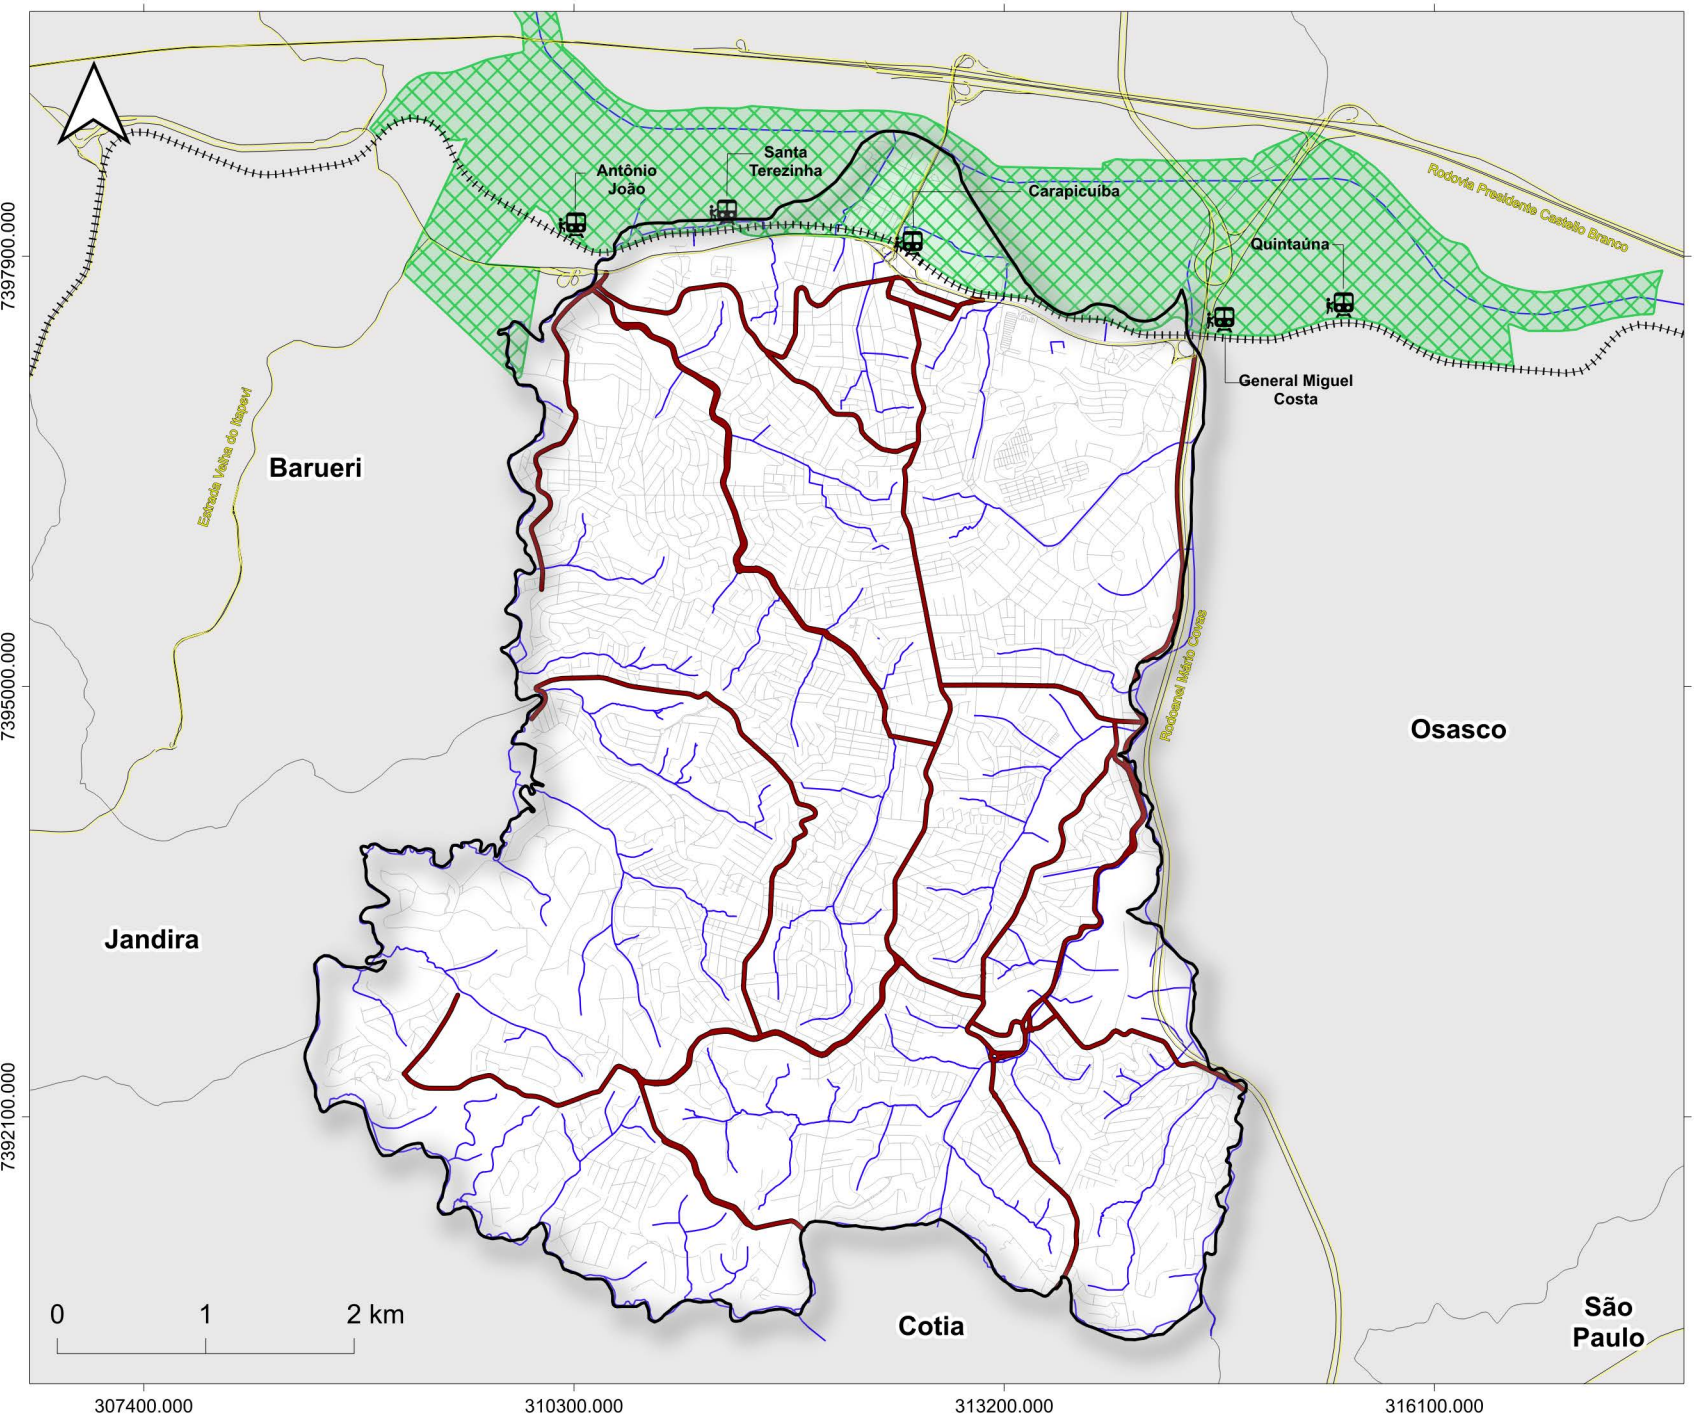 Santa
Terezinha
Antônio
João
Carapicuíba
Rodovia Presidente Castello Branco
Quintaúna
7397900.000
General Miguel
Costa
Estrada Velha do Itapevi
Barueri
7395000.000
Rodoanel Mário Covas
Osasco
Jandira
7392100.000
0 1 2 km
Cotia
São
Paulo
307400.000 310300.000 313200.000 316100.000